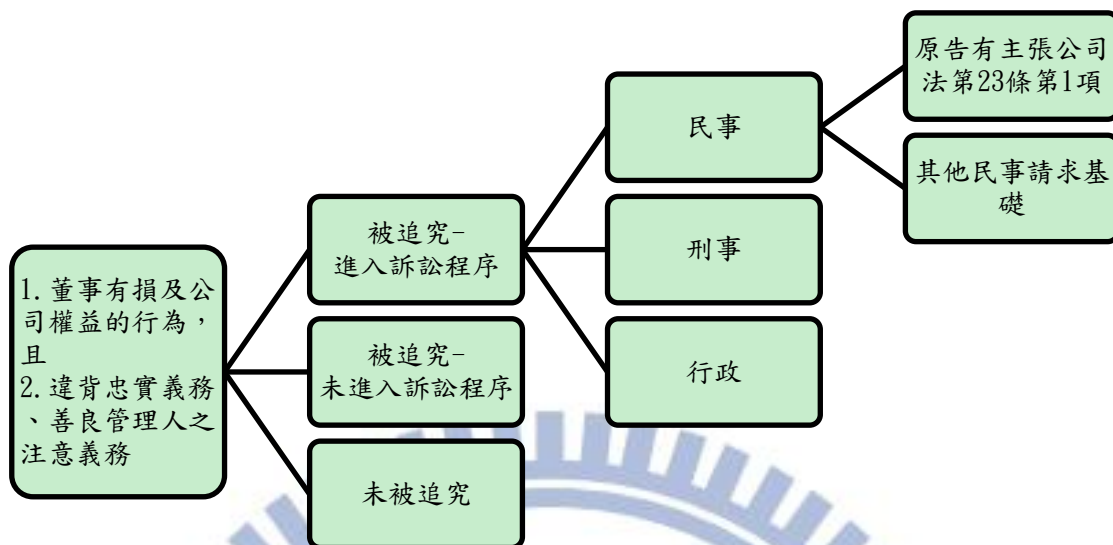 1.董事有損及公
司權益的行為，
且
2.違背忠實義務
、善良管理人之
注意義務
被追究-
進入訴訟程序
被追究-
未進入訴訟程序
未被追究
民事
刑事
行政
原告有主張公司
法第23條第1項
其他民事請求基
礎